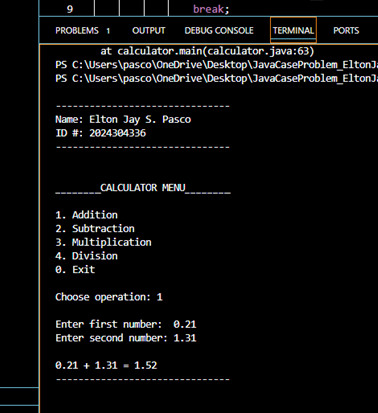 9 break;
PROBLEMS 1 OUTPUT DEBUG CONSOLE TERMINAL PORTS
at calculator.main(calculator.java:63)
PS C:\Users\pasco\OneDrive\Desktop\JavaCaseProblem_EltonJa
PS C:\Users\pasco\OneDrive\Desktop\JavaCaseProblem_EltonJa
------------------------------
Name: Elton Jay S. Pasco
ID #: 2024304336
------------------------------
________CALCULATOR MENU________
1. Addition
2. Subtraction
3. Multiplication
4. Division
0. Exit
Choose operation: 1
Enter first number:  0.21
Enter second number: 1.31
0.21 + 1.31 = 1.52
------------------------------